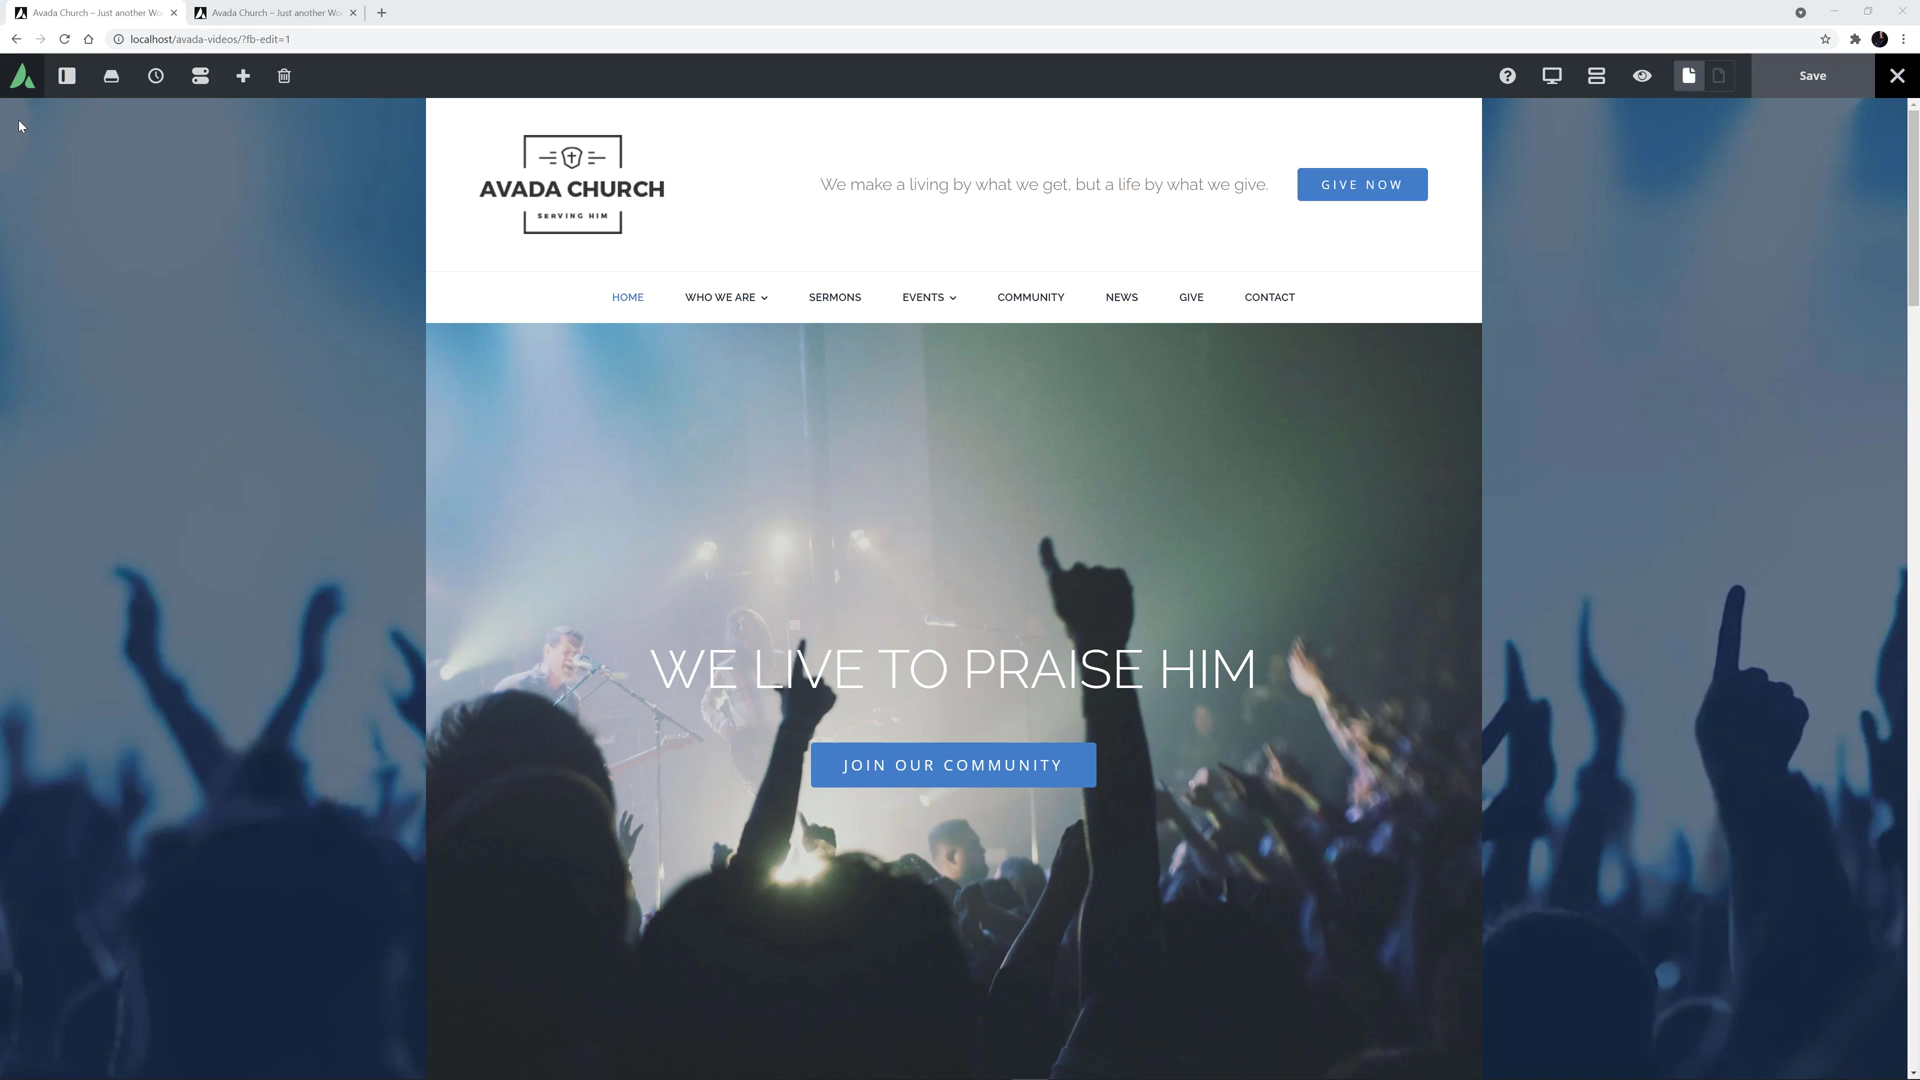 Avada Church – Just another Wo
Avada Church – Just another Wo
localhost/avada-videos/?fb-edit=1
Save
AVADA CHURCH
SERVING HIM
We make a living by what we get, but a life by what we give.
GIVE NOW
HOME WHO WE ARE SERMONS EVENTS COMMUNITY NEWS GIVE CONTACT
WE LIVE TO PRAISE HIM
JOIN OUR COMMUNITY